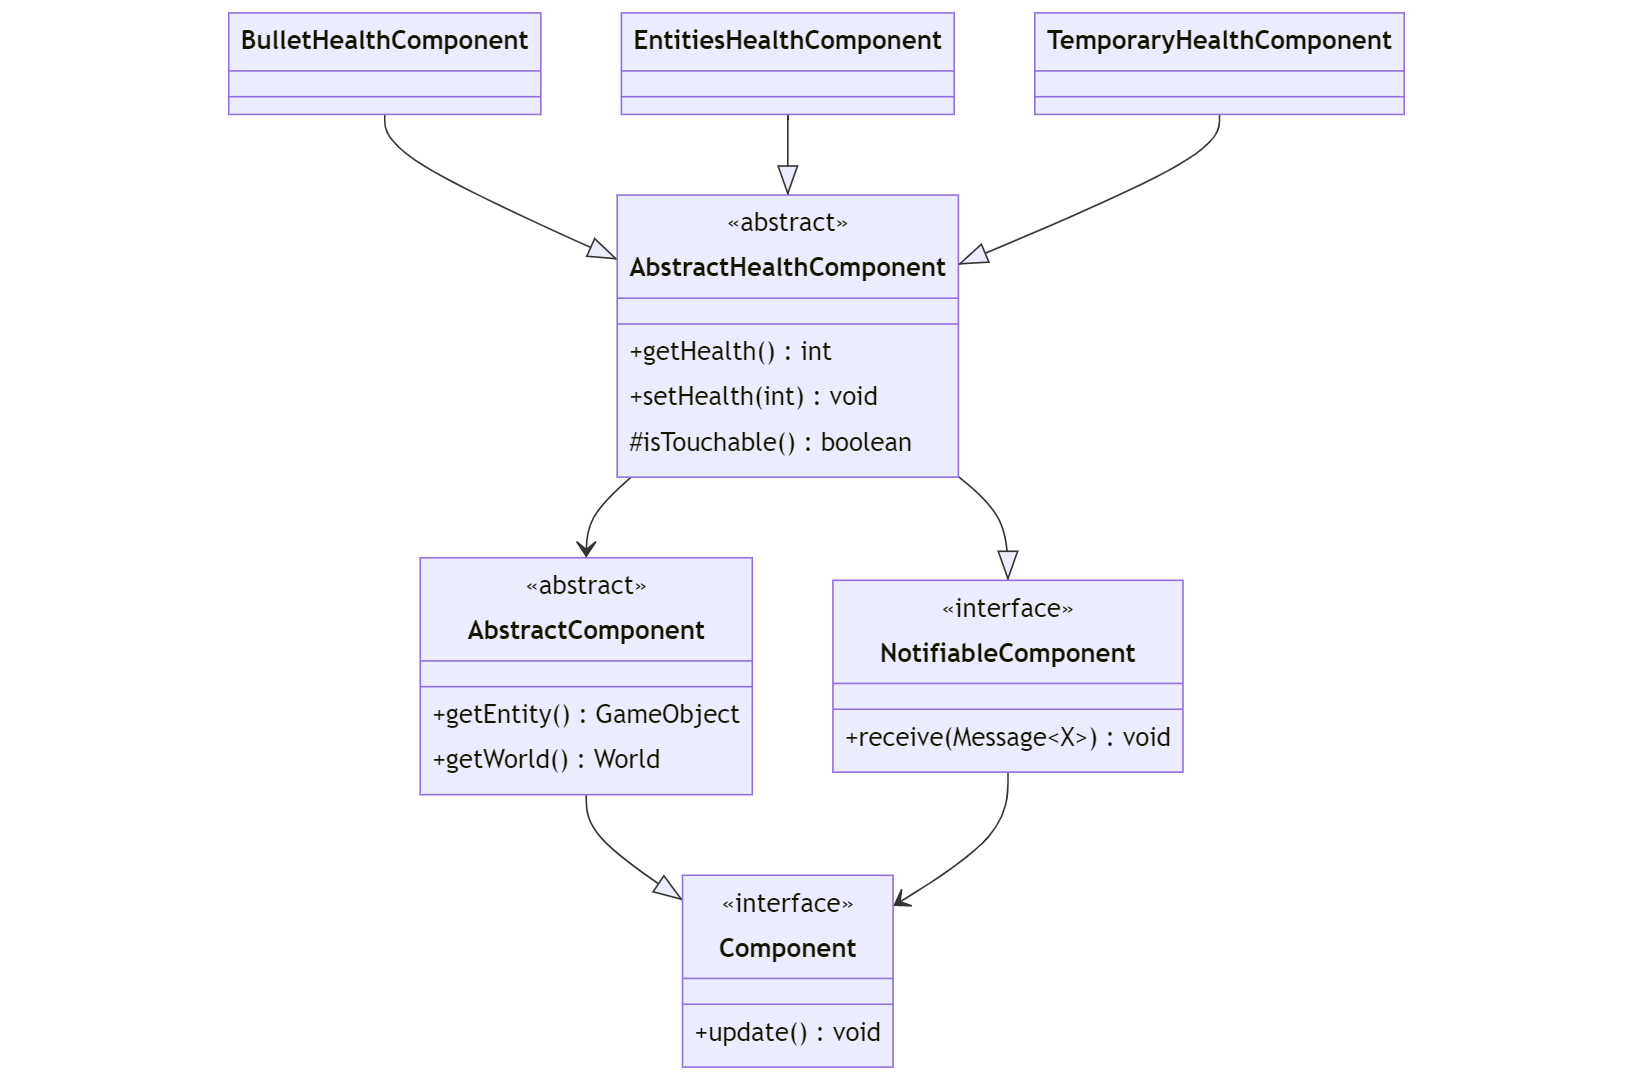 BulletHealthComponent
EntitiesHealthComponent
TemporaryHealthComponent
«abstract»
AbstractHealthComponent
+getHealth() : int
+setHealth(int) : void
#isTouchable() : boolean
«abstract»
AbstractComponent
+getEntity() : GameObject
+getWorld() : World
«interface»
NotifiableComponent
+receive(Message<X>) : void
«interface»
Component
+update() : void